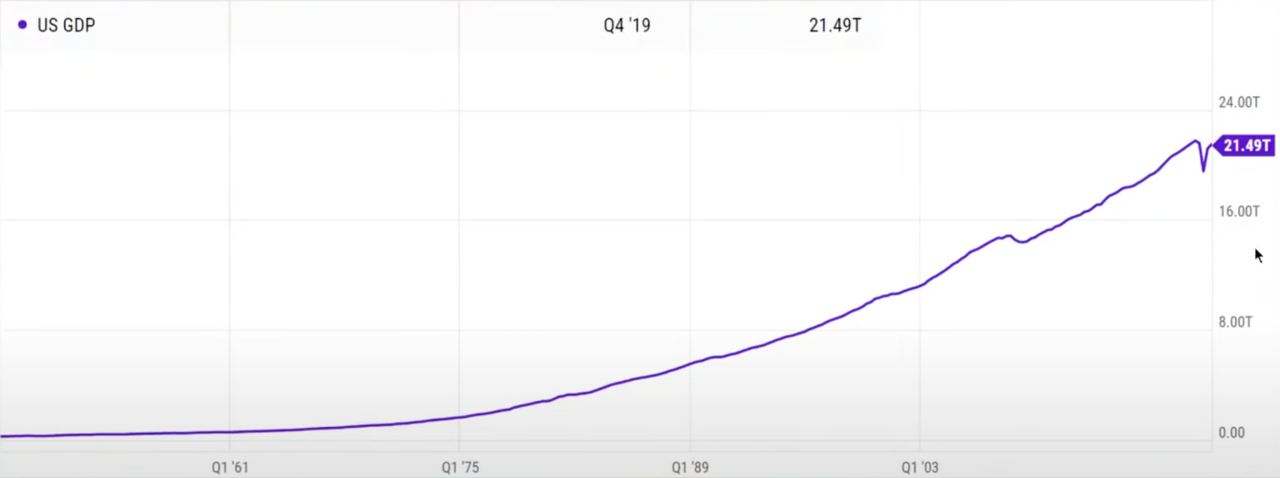 US GDP Q4 '19 21.49T
24.00T
21.49T
16.00T
8.00T
0.00
Q1 '61 Q1 '75 Q1 '89 Q1 '03